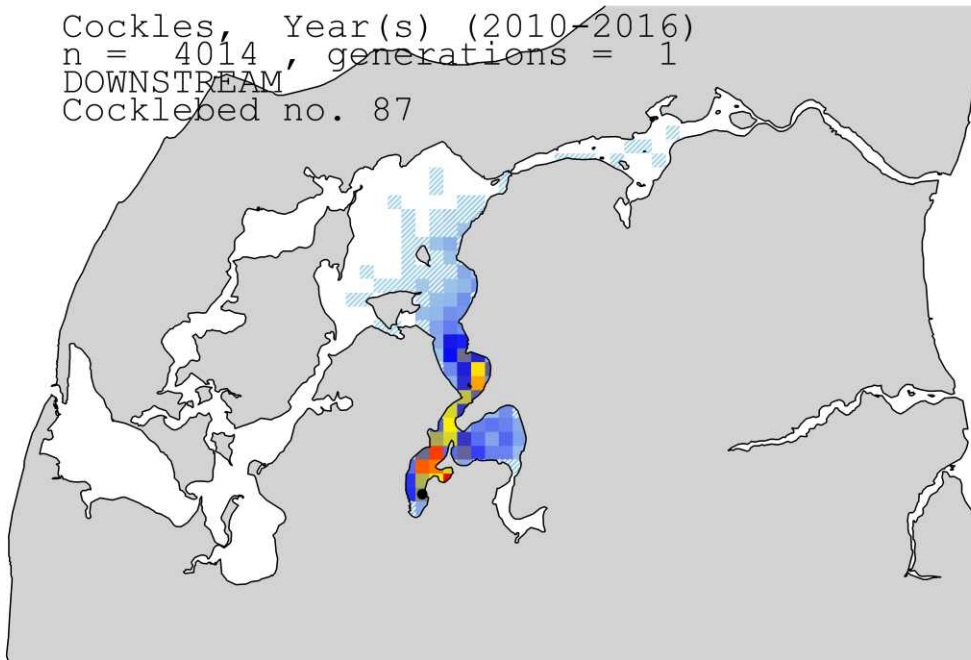 Cockles, Year(s) (2010-2016)
n = 4014 , generations = 1
DOWNSTREAM
Cocklebed no. 87